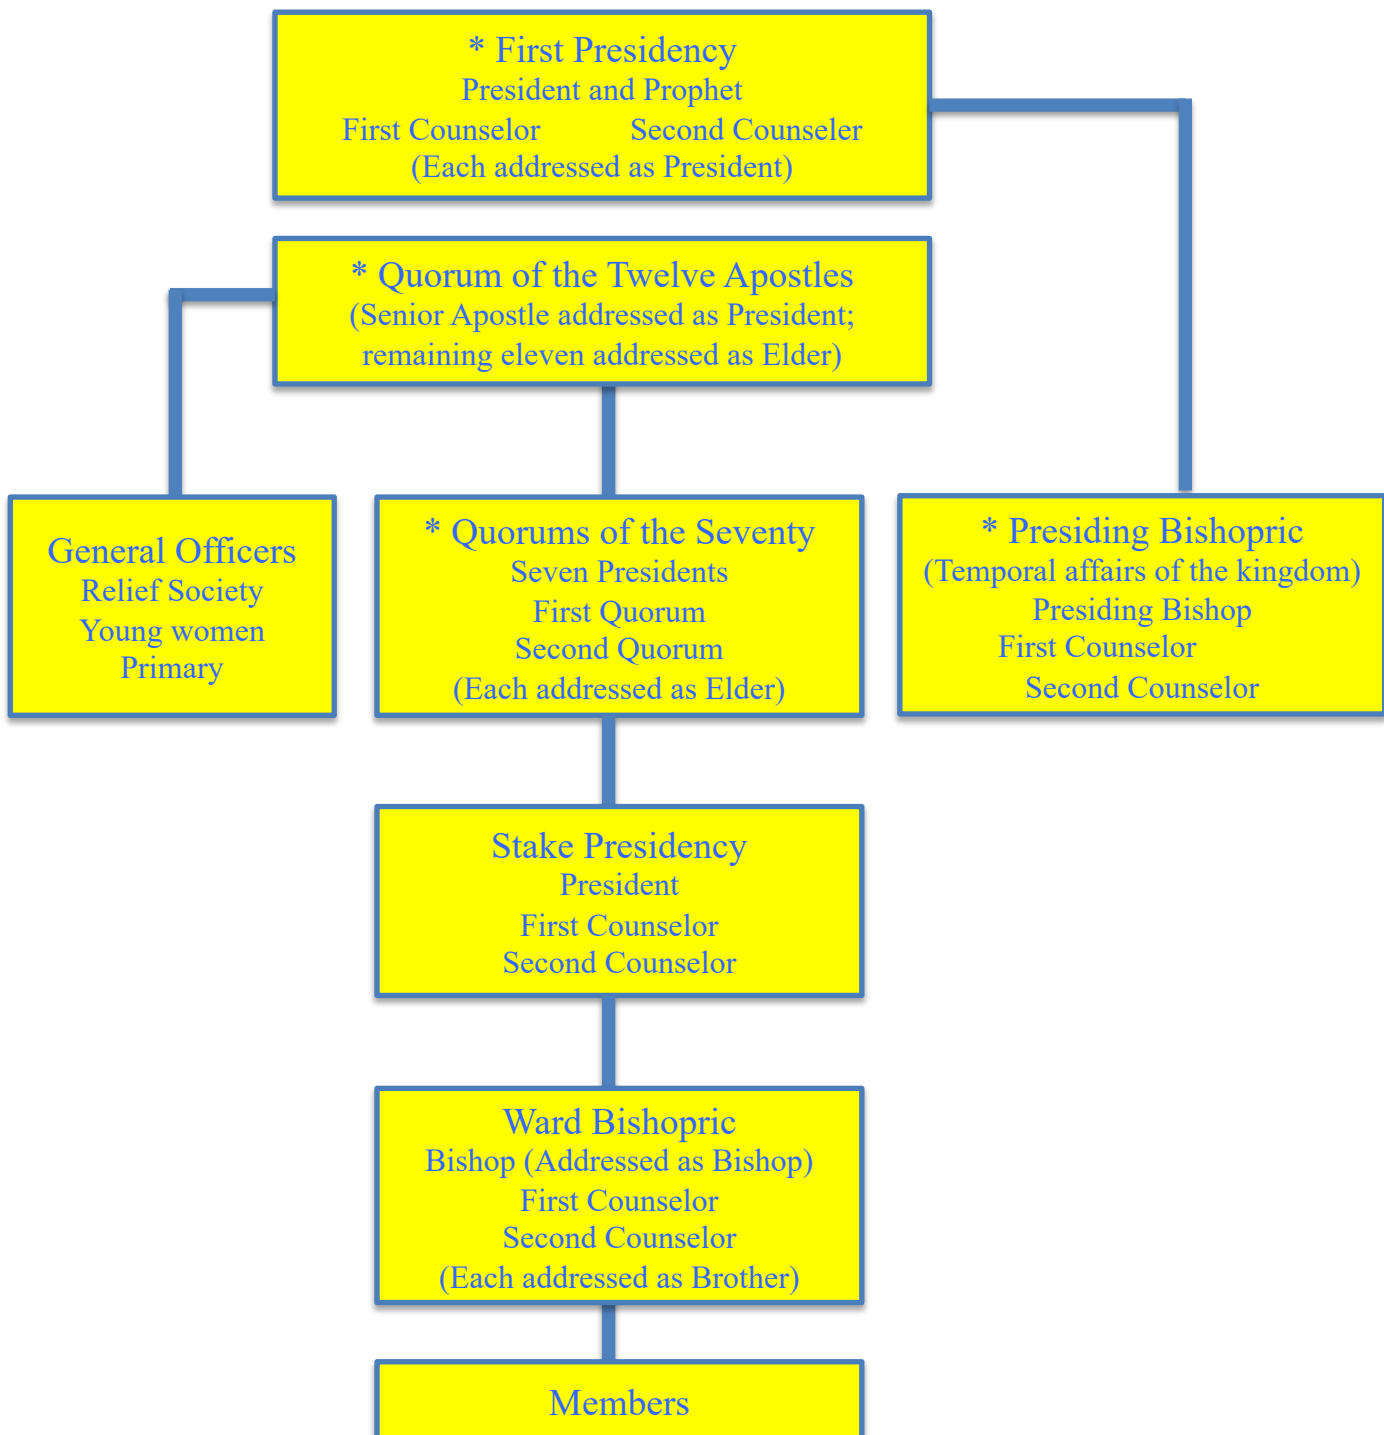 * First Presidency
President and Prophet
First Counselor Second Counseler
(Each addressed as President)
* Quorum of the Twelve Apostles
(Senior Apostle addressed as President;
remaining eleven addressed as Elder)
General Officers
Relief Society
Young women
Primary
* Quorums of the Seventy
Seven Presidents
First Quorum
Second Quorum
(Each addressed as Elder)
* Presiding Bishopric
(Temporal affairs of the kingdom)
Presiding Bishop
First Counselor
Second Counselor
Stake Presidency
President
First Counselor
Second Counselor
Ward Bishopric
Bishop (Addressed as Bishop)
First Counselor
Second Counselor
(Each addressed as Brother)
Members